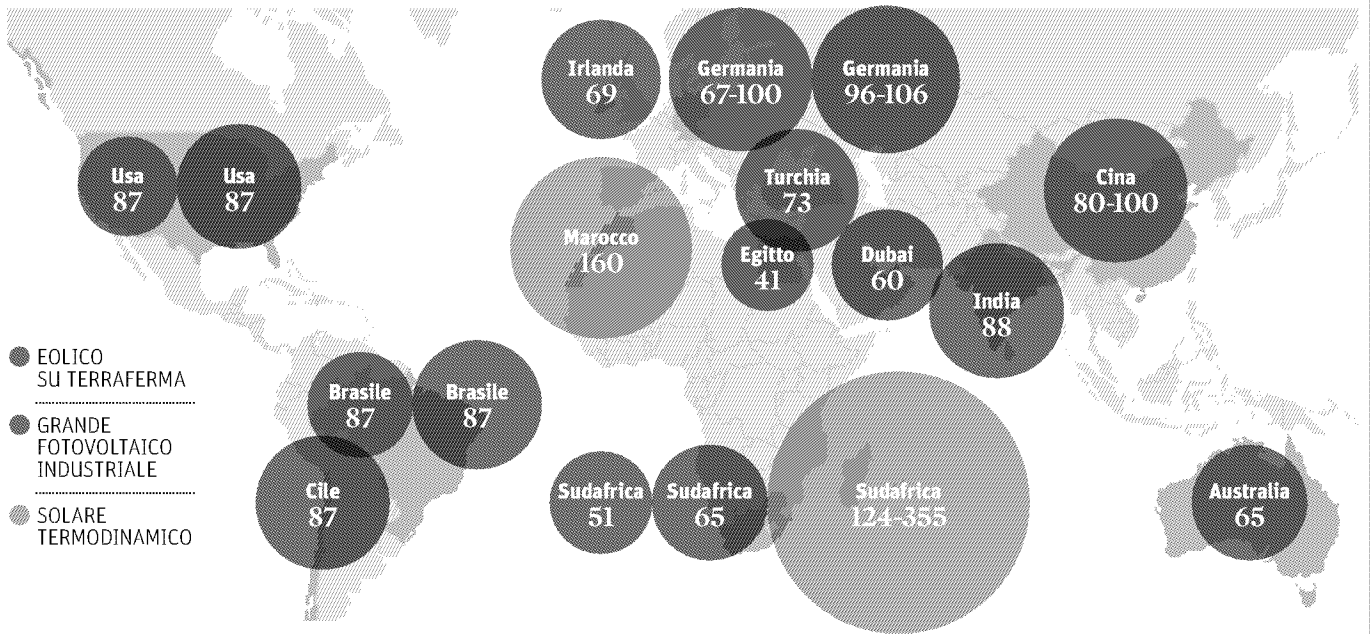 Irlanda
69
Germania
67-100
Germania
96-106
Usa
87
Usa
87
Turchia
73
Cina
80-100
Marocco
160
Egitto
41
Dubai
60
India
88
EOLICO
SU TERRAFERMA
GRANDE
FOTOVOLTAICO
INDUSTRIALE
SOLARE
TERMODINAMICO
Brasile
87
Brasile
87
Cile
87
Sudafrica
51
Sudafrica
65
Sudafrica
124-355
Australia
65